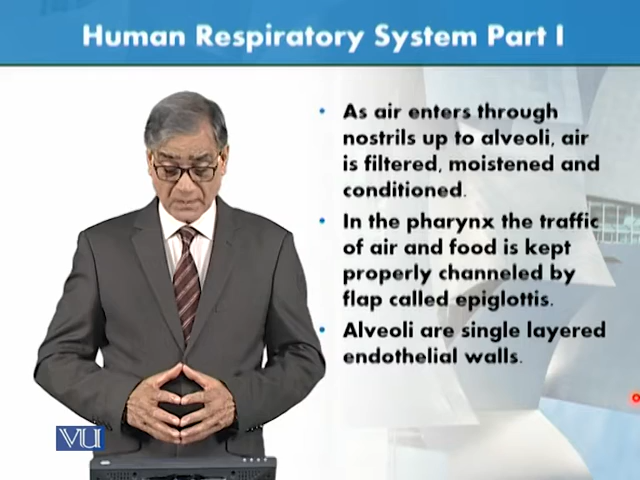 Human Respiratory System Part I
As air enters through
nostrils up to alveoli, air
is filtered, moistened and
conditioned.
In the pharynx the traffic
of air and food is kept
properly channeled by
flap called epiglottis.
Alveoli are single layered
endothelial walls.
VU